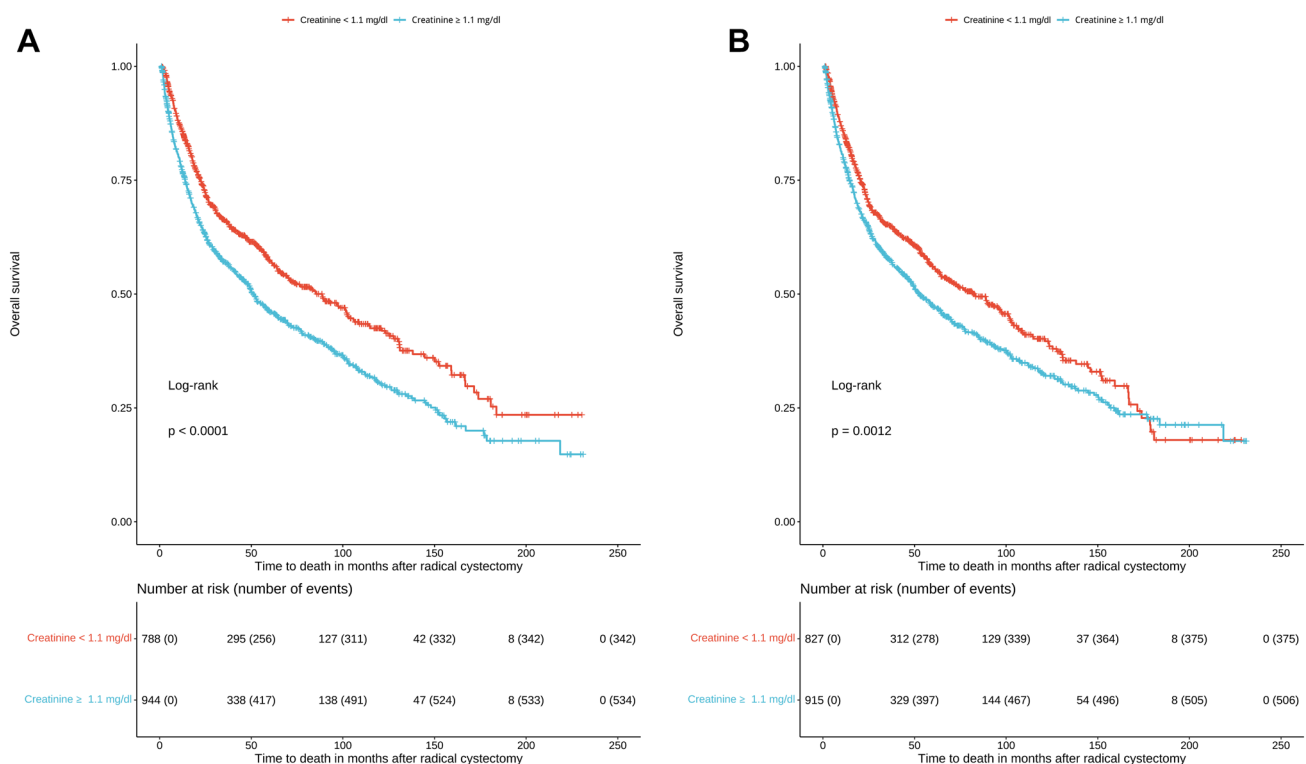 A
Creatinine < 1.1 mg/dl Creatinine ≥ 1.1 mg/dl
Overall survival
1.00
0.75
0.50
0.25
0.00
Log-rank
p < 0.0001
0 50 100 150 200 250
Time to death in months after radical cystectomy
Number at risk (number of events)
Creatinine < 1.1 mg/dl 788 (0) 295 (256) 127 (311) 42 (332) 8 (342) 0 (342)
Creatinine ≥ 1.1 mg/dl 944 (0) 338 (417) 138 (491) 47 (524) 8 (533) 0 (534)
0 50 100 150 200 250
Time to death in months after radical cystectomy
B
Creatinine < 1.1 mg/dl Creatinine ≥ 1.1 mg/dl
Overall survival
1.00
0.75
0.50
0.25
0.00
Log-rank
p = 0.0012
0 50 100 150 200 250
Time to death in months after radical cystectomy
Number at risk (number of events)
Creatinine < 1.1 mg/dl 827 (0) 312 (278) 129 (339) 37 (364) 8 (375) 0 (375)
Creatinine ≥ 1.1 mg/dl 915 (0) 329 (397) 144 (467) 54 (496) 8 (505) 0 (506)
0 50 100 150 200 250
Time to death in months after radical cystectomy